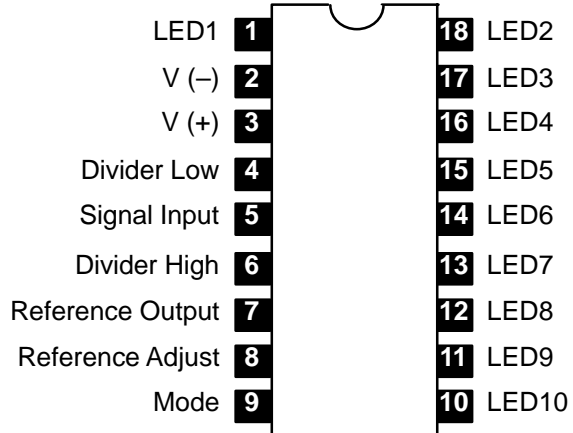 LED1 1 18 LED2
V (–) 2 17 LED3
V (+) 3 16 LED4
Divider Low 4 15 LED5
Signal Input 5 14 LED6
Divider High 6 13 LED7
Reference Output 7 12 LED8
Reference Adjust 8 11 LED9
Mode 9 10 LED10